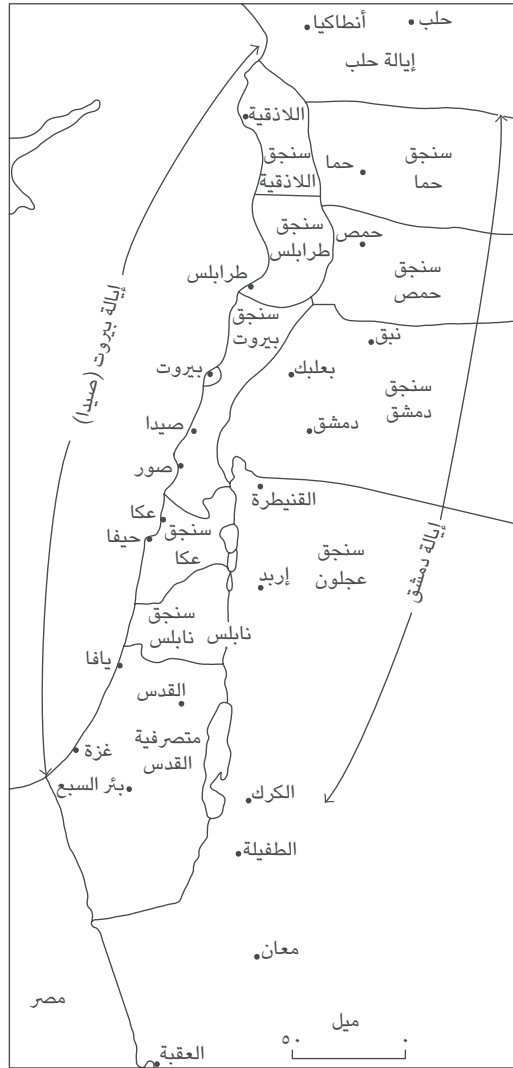 حلب
أنطاكيا
إيالة حلب
اللاذقية
سنجق
اللاذقية
حما
سنجق
حما
سنجق
طرابلس
حمص
سنجق
حمص
طرابلس
سنجق
بيروت
نبق
بيروت
بعلبك
سنجق
دمشق
دمشق
صيدا
صور
القنيطرة
عكا
حيفا
سنجق
عكا
سنجق
عجلون
إربد
سنجق
نابلس
نابلس
يافا
القدس
متصرفية
القدس
غزة
بئر السبع
الكرك
الطفيلة
معان
مصر
العقبة
إيالة بيروت (صيدا)
إيالة دمشق
ميل
٥٠
٠